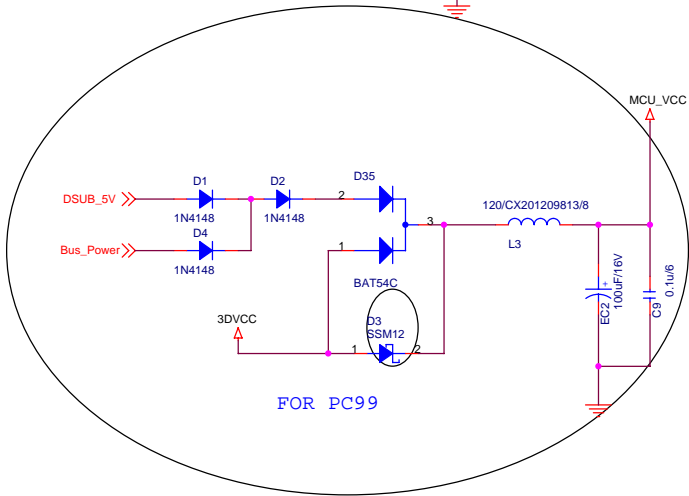 MCU_VCC
D1
D2
D35
DSUB_5V
2
120/CX201209813/8
1N4148
1N4148
3
D4
L3
Bus_Power
1
1N4148
BAT54C
EC2
100uF/16V
+
C9
0.1u/6
3DVCC
D3
SSM12
1
2
FOR PC99